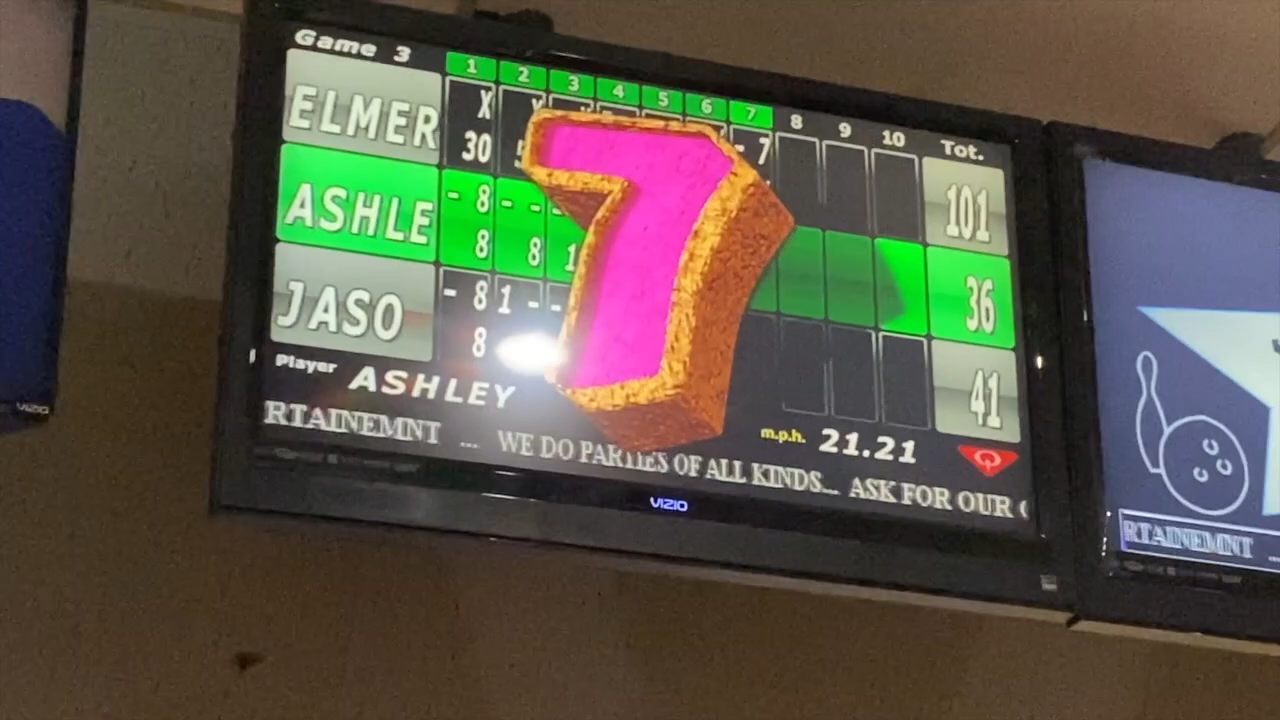 Game 3
1 2 3 4 5 6 7 8 9 10 Tot.
ELMER X - 7
30 101
ASHLE - 8 - - -
8 8 1 36
JASO - 8 1 - -
8 41
7
Player ASHLEY
m.p.h. 21.21
RTAINEMNT ... WE DO PARTIES OF ALL KINDS... ASK FOR OUR
VIZIO
VIZIO
RTAINEMNT ...